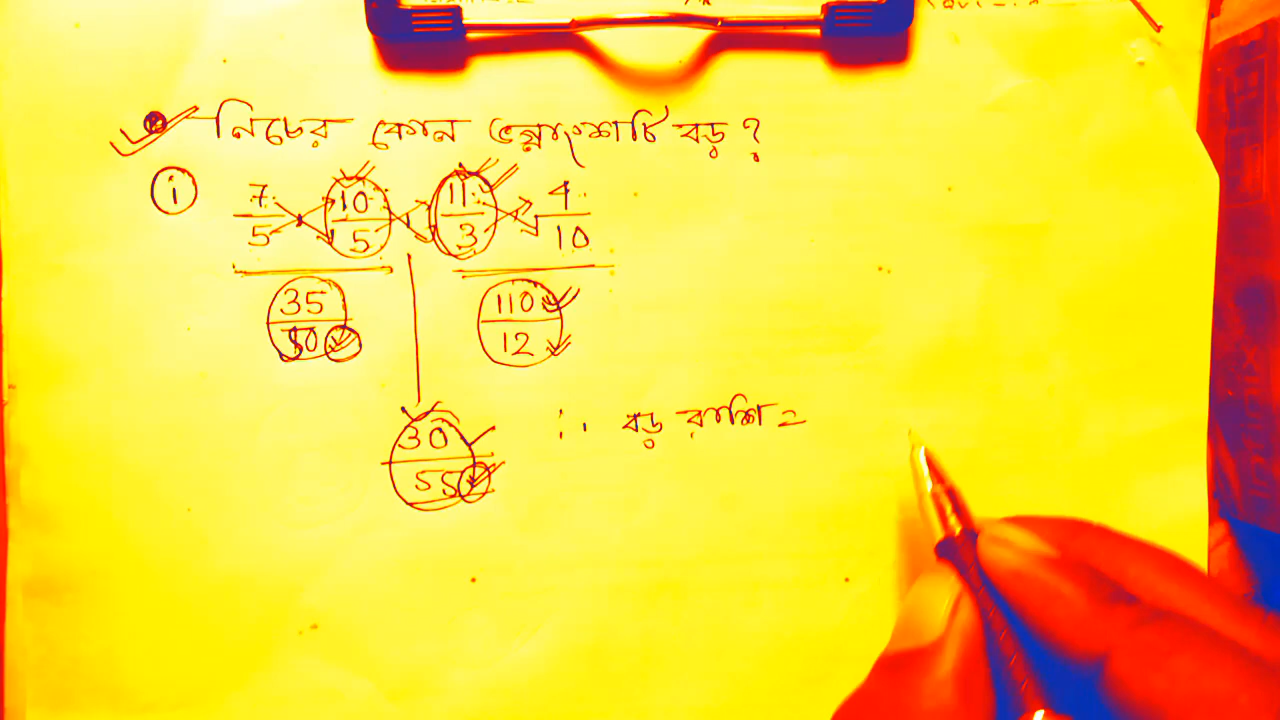 নিচের কোন ভগ্নাংশটি বড় ?
i
7/5 10/5 11/3 4/10
35/50 110/12
30/55
∴ বড় রাশি =